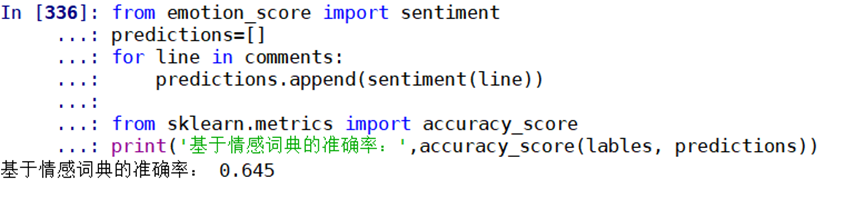 In [336]: from emotion_score import sentiment
...: predictions=[]
...: for line in comments:
...:     predictions.append(sentiment(line))
...:
...: from sklearn.metrics import accuracy_score
...: print('基于情感词典的准确率：',accuracy_score(lables, predictions))
基于情感词典的准确率： 0.645